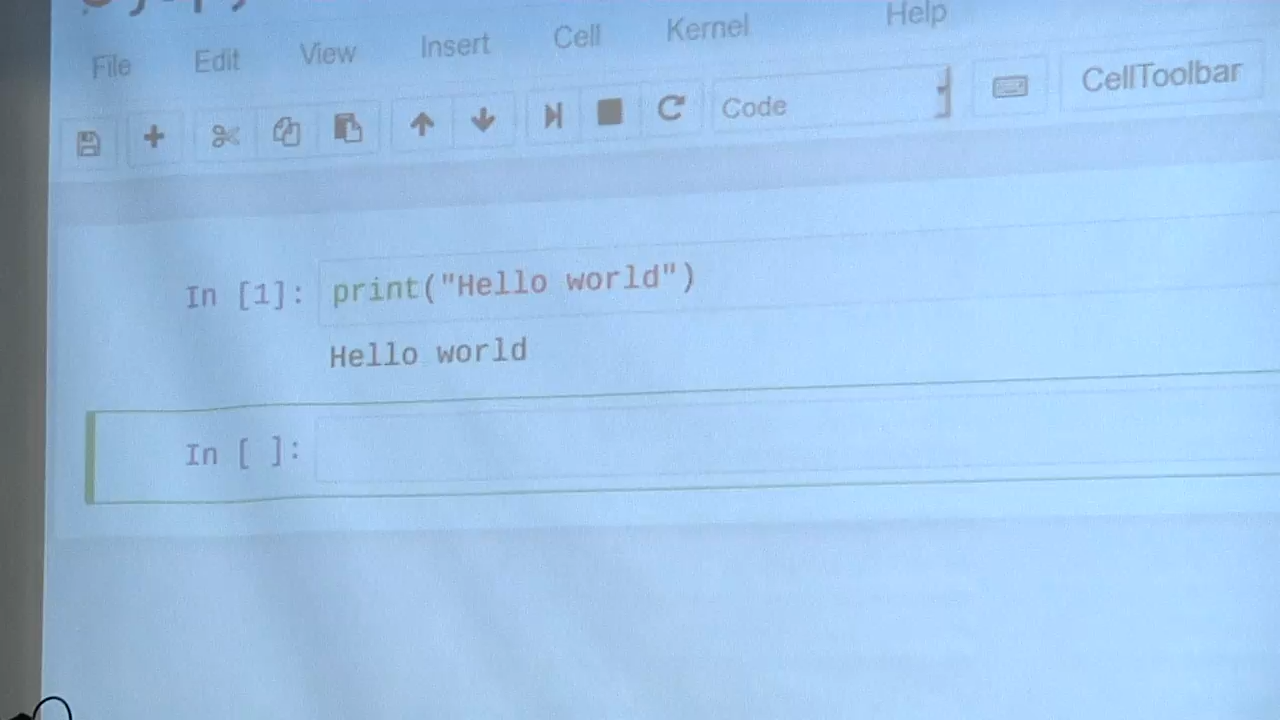 File Edit View Insert Cell Kernel Help
Code CellToolbar
In [1]: print("Hello world")
Hello world
In [ ]: